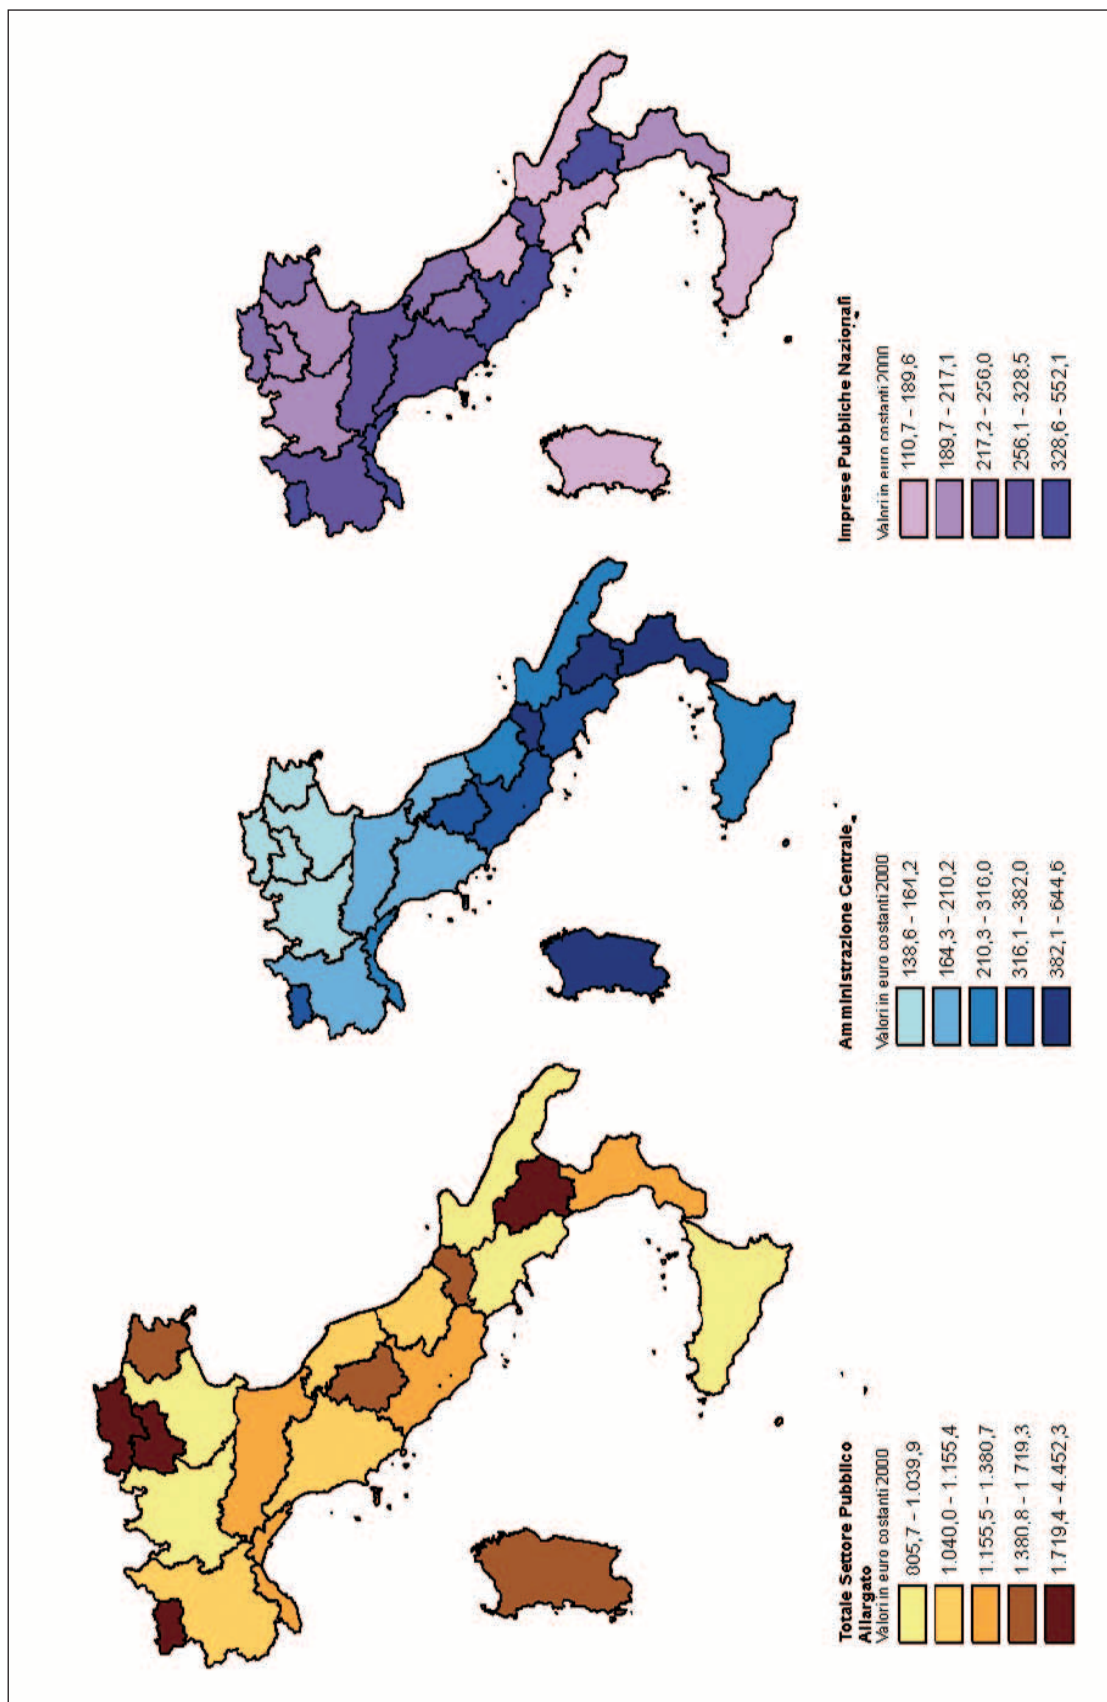 Totale Settore Pubblico
Allargato
Valori in euro costanti 2000
805,7 - 1.039,9
1.040,0 - 1.155,4
1.155,5 - 1.380,7
1.380,8 - 1 719,3
1.719,4 - 4.452,3
Amministrazione Centrale
Valori in euro costanti 2000
138,6 - 164,2
164,3 - 210,2
210,3 - 316,0
316,1 - 382,0
382,1 - 644,6
Imprese Pubbliche Nazionali
Valori in euro costanti 2000
110,7 - 189,6
189,7 - 217,1
217,2 - 256,0
256,1 - 328,5
328,6 - 552,1